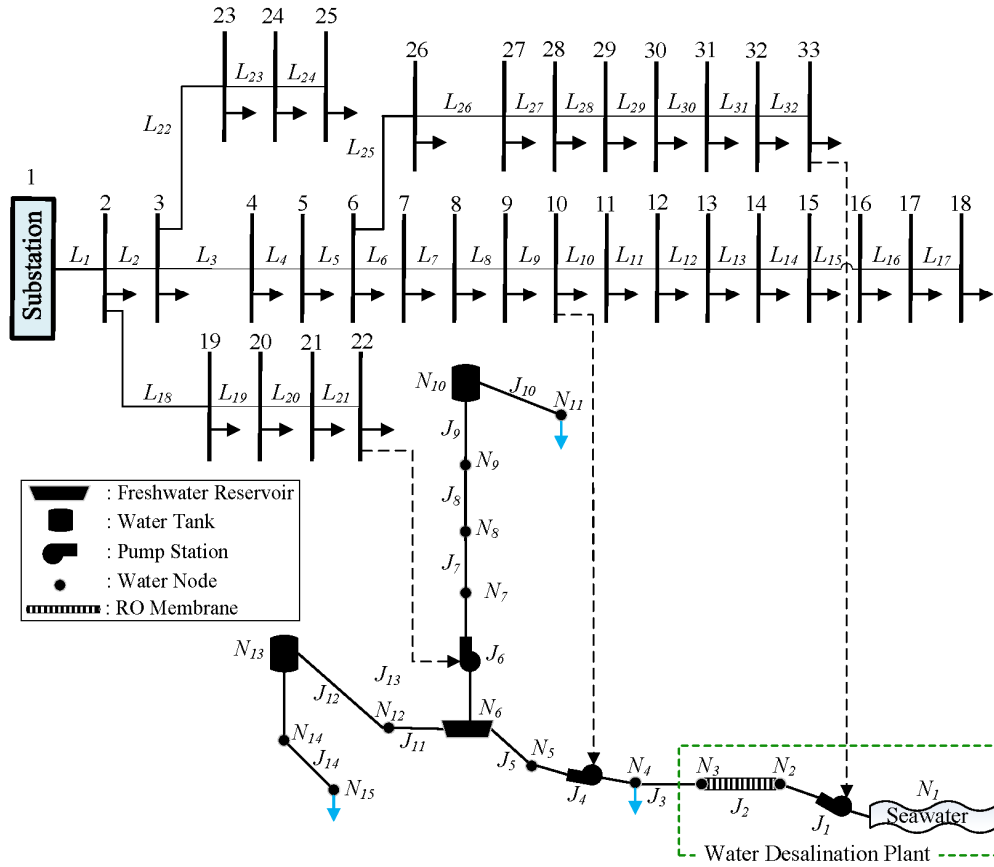 23 24 25
26 27 28 29 30 31 32 33
L23 L24
L26 L27 L28 L29 L30 L31 L32
L22
L25
1
Substation
2 3 4 5 6 7 8 9 10 11 12 13 14 15 16 17 18
L1 L2 L3 L4 L5 L6 L7 L8 L9 L10 L11 L12 L13 L14 L15 L16 L17
19 20 21 22
L18 L19 L20 L21
N10
J10
N11
J9
N9
J8
N8
J7
N7
J6
: Freshwater Reservoir
: Water Tank
: Pump Station
: Water Node
: RO Membrane
N13
J13
J12
N12
J11
N6
N14
J14
N15
J5
N5
J4
N4
J3
N3
J2
N2
J1
N1
Seawater
Water Desalination Plant